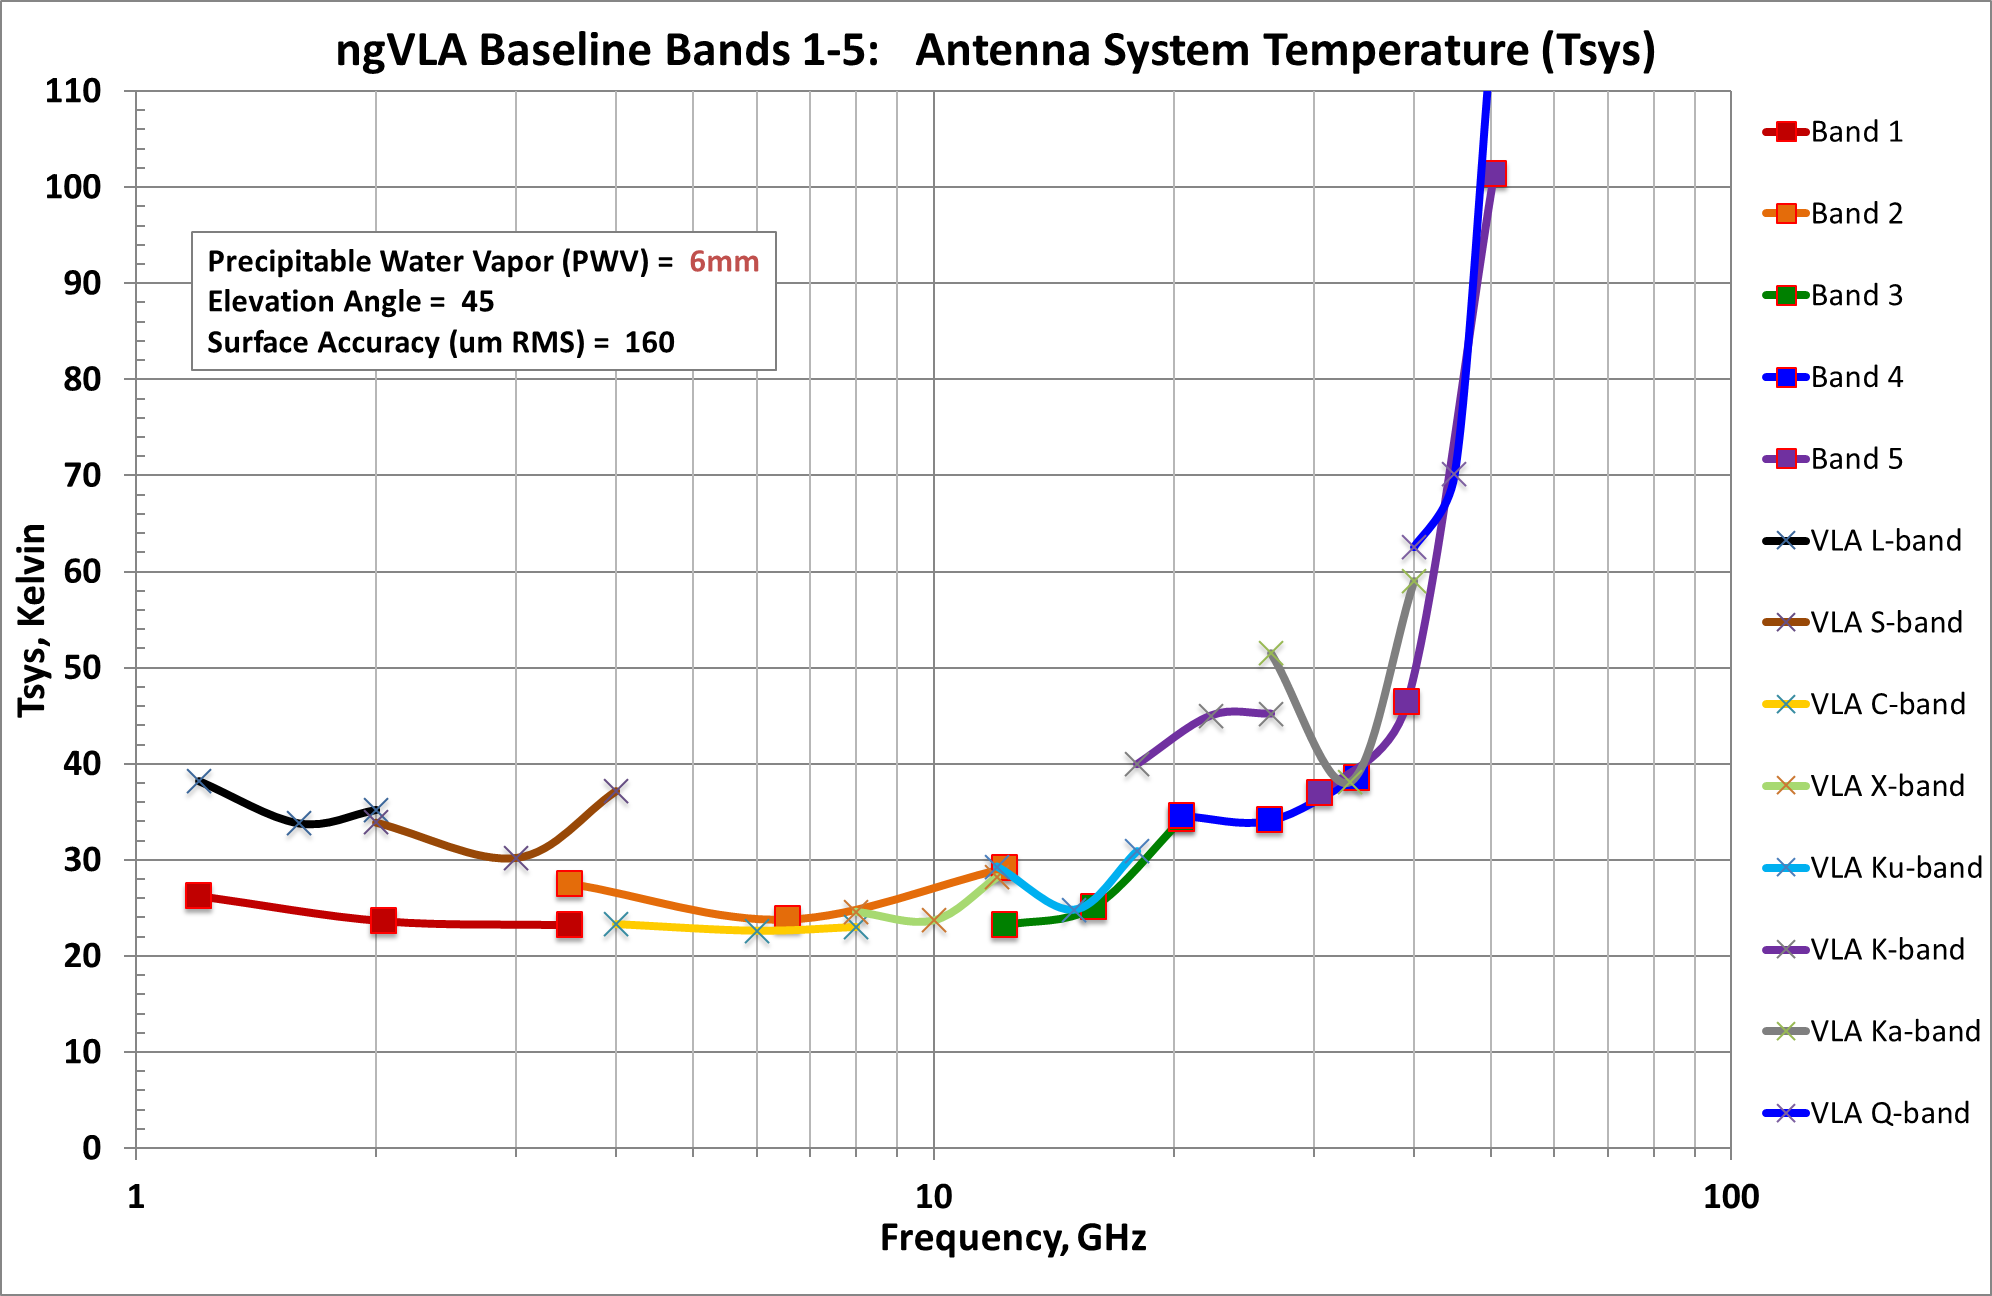 ngVLA Baseline Bands 1-5: Antenna System Temperature (Tsys)
110
100
90
80
70
60
50
40
30
20
10
0
Tsys, Kelvin
Precipitable Water Vapor (PWV) = 6mm
Elevation Angle = 45
Surface Accuracy (um RMS) = 160
1
10
100
Frequency, GHz
Band 1
Band 2
Band 3
Band 4
Band 5
VLA L-band
VLA S-band
VLA C-band
VLA X-band
VLA Ku-band
VLA K-band
VLA Ka-band
VLA Q-band